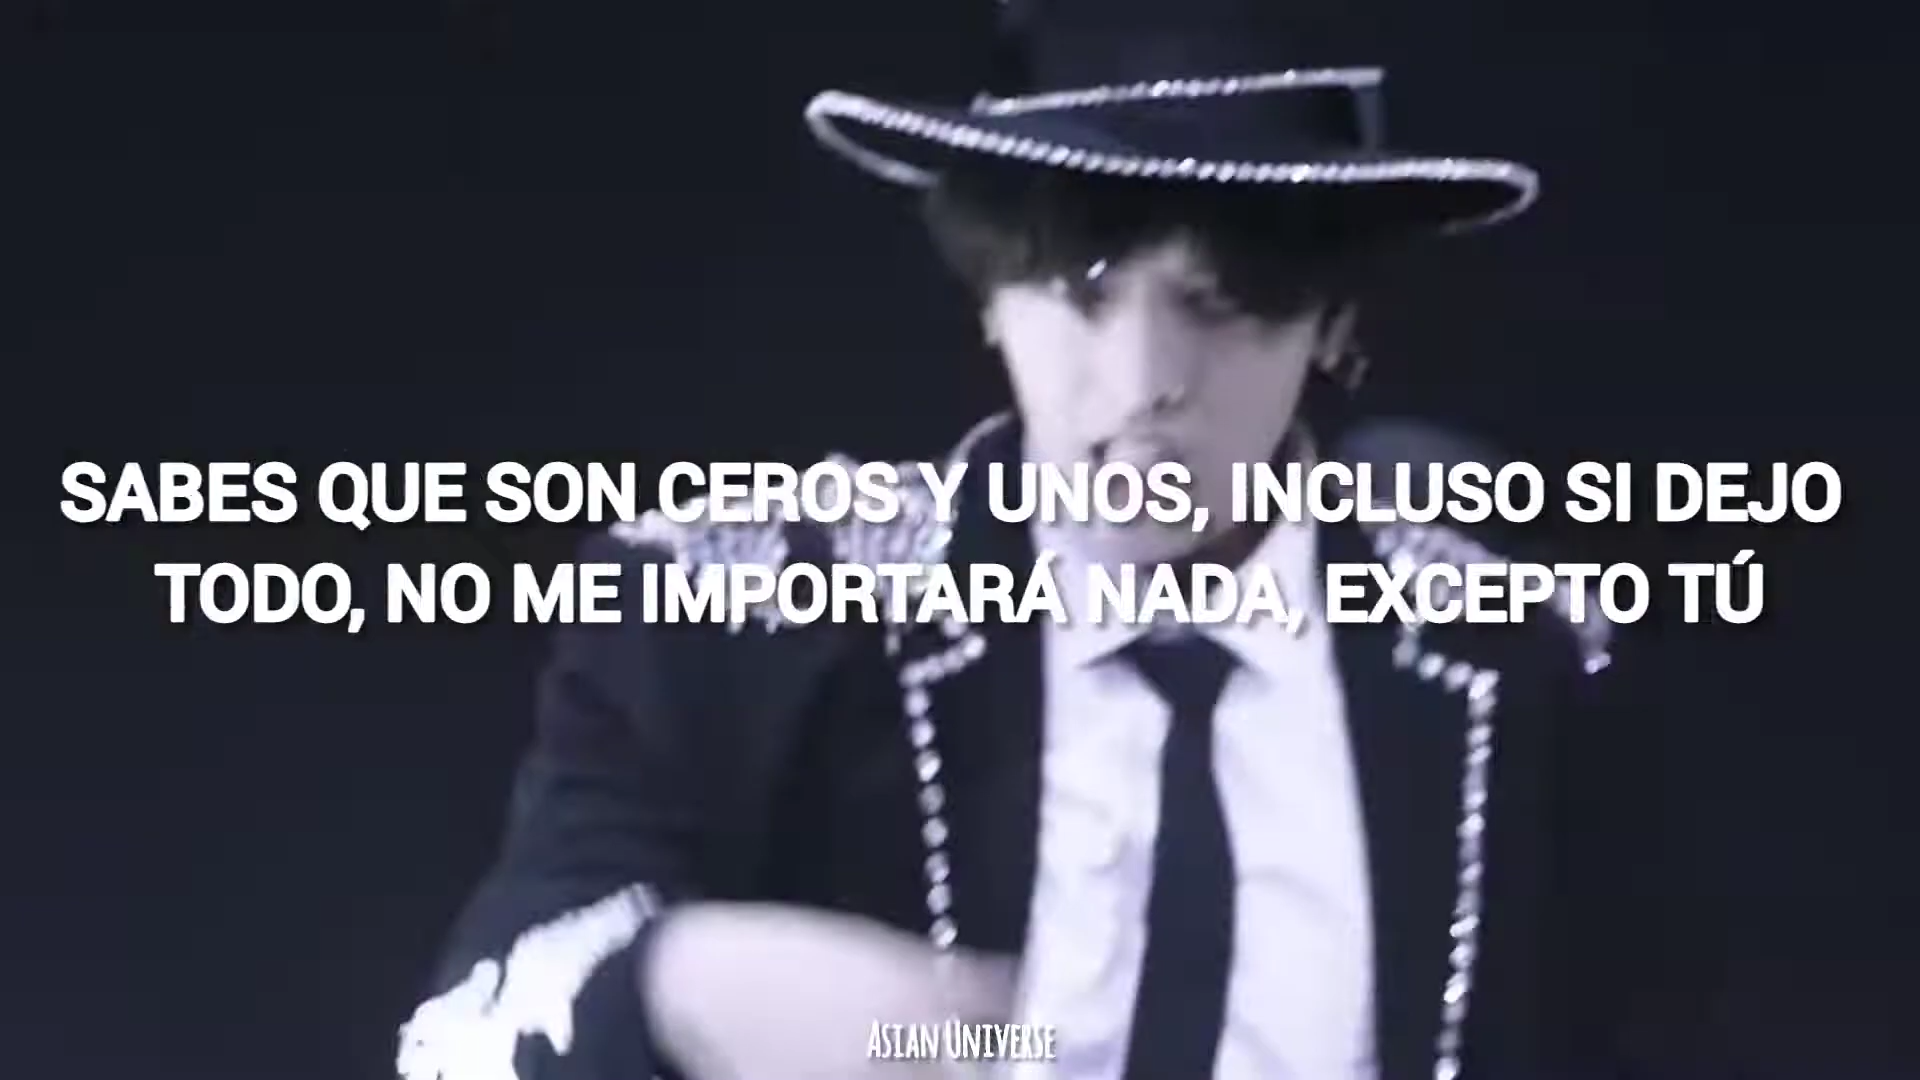 SABES QUE SON CEROS Y UNOS, INCLUSO SI DEJO
TODO, NO ME IMPORTARÁ NADA, EXCEPTO TÚ
ASIAN UNIVERSE